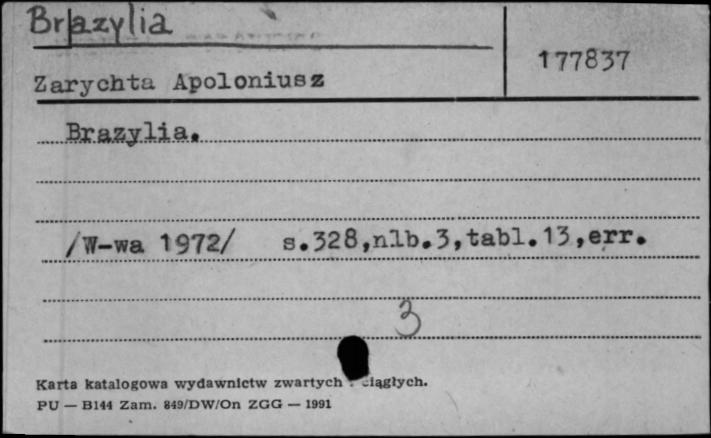 Brazylia
177837
Zarychta Apoloniusz
Brazylia.
/W-wa 1972/ s.328,nlb.3,tabl.13,err.
3
Karta katalogowa wydawnictw zwartych ciągłych.
PU — B144 Zam. 849/DW/On ZGG — 1991